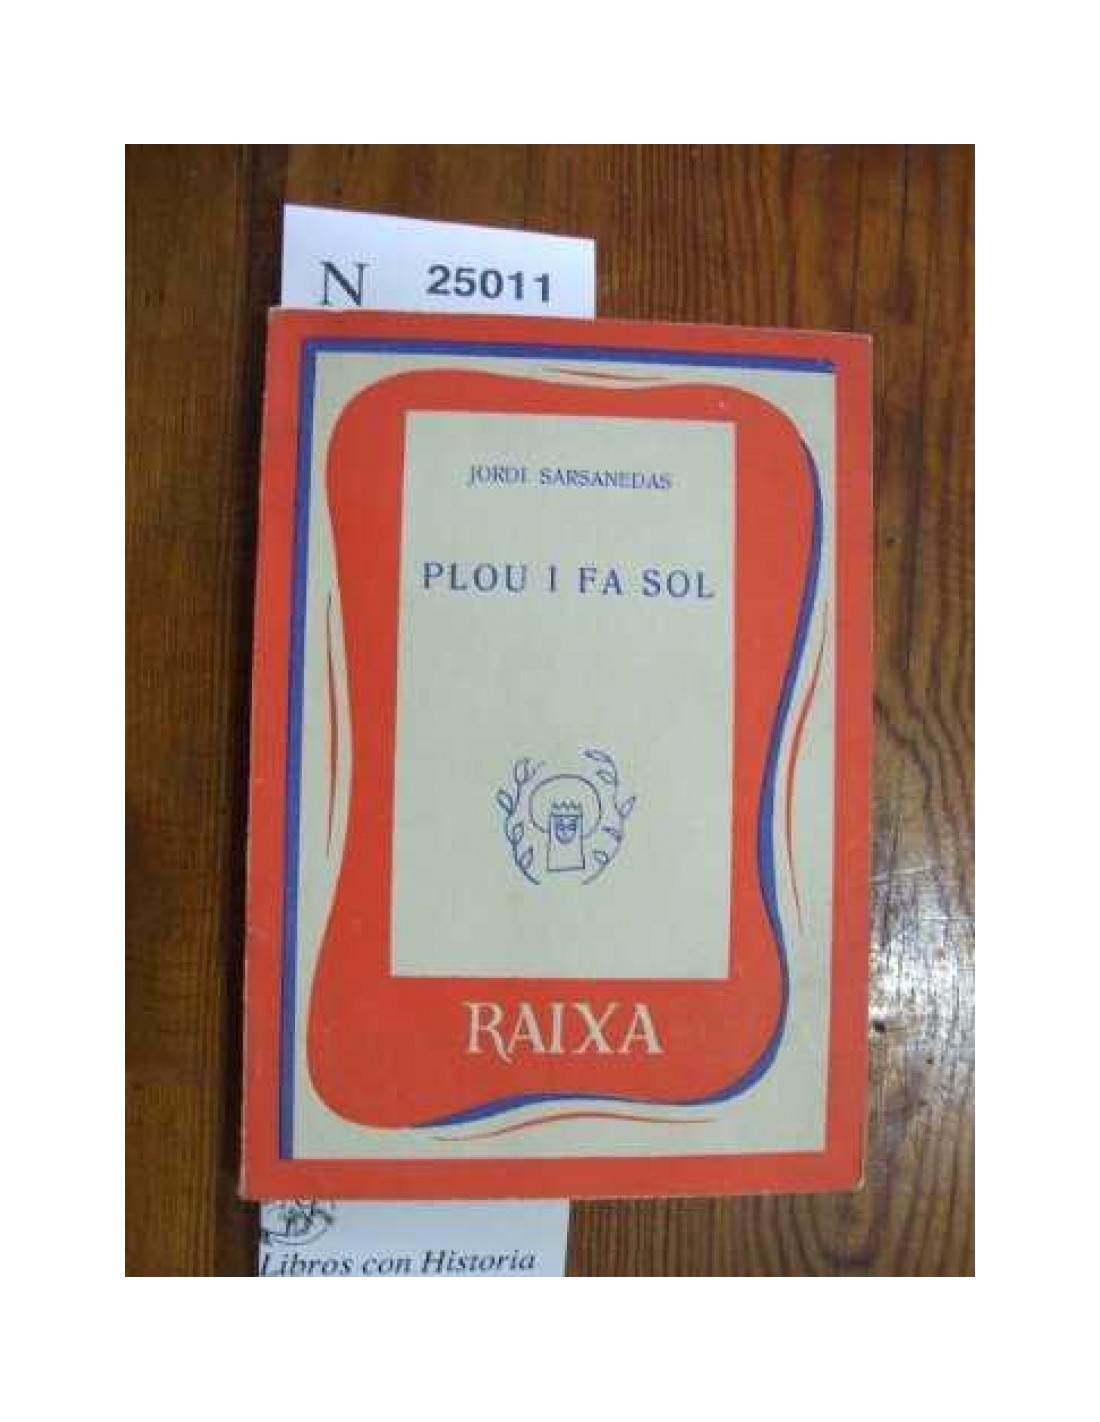 N 25011
JORDI SARSANEDAS
PLOU I FA SOL
RAIXA
Libros con Historia